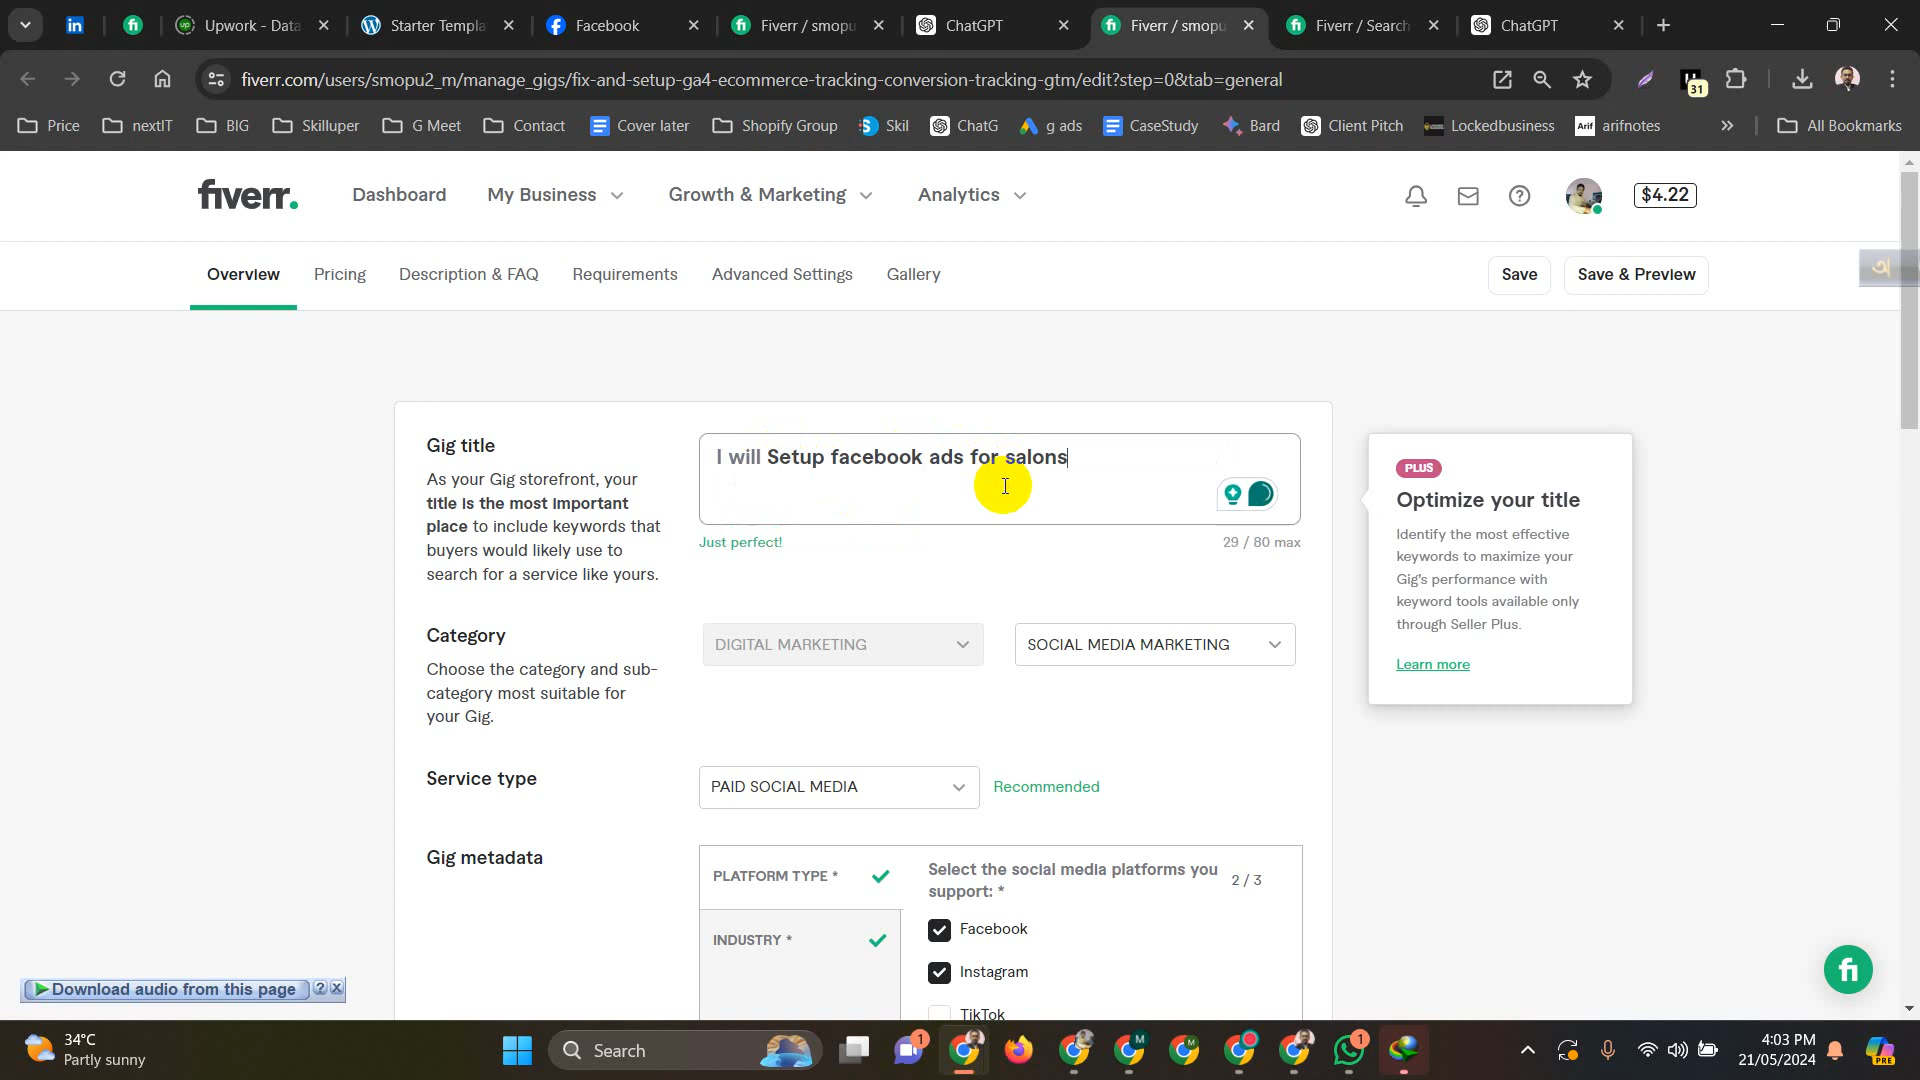 Upwork - Data
Starter Templa
Facebook
Fiverr / smopu
ChatGPT
Fiverr / smopu
Fiverr / Search
ChatGPT
fiverr.com/users/smopu2_m/manage_gigs/fix-and-setup-ga4-ecommerce-tracking-conversion-tracking-gtm/edit?step=0&tab=general
31
Price
nextIT
BIG
Skilluper
G Meet
Contact
Cover later
Shopify Group
Skil
ChatG
g ads
CaseStudy
Bard
Client Pitch
Lockedbusiness
Arif
arifnotes
All Bookmarks
fiverr.
Dashboard
My Business
Growth & Marketing
Analytics
$4.22
Overview
Pricing
Description & FAQ
Requirements
Advanced Settings
Gallery
Save
Save & Preview
অ
Gig title
As your Gig storefront, your
title is the most important
place to include keywords that
buyers would likely use to
search for a service like yours.
I will Setup facebook ads for salons
Just perfect!
29 / 80 max
PLUS
Optimize your title
Identify the most effective
keywords to maximize your
Gig's performance with
keyword tools available only
through Seller Plus.
Learn more
Category
Choose the category and sub-
category most suitable for
your Gig.
DIGITAL MARKETING
SOCIAL MEDIA MARKETING
Service type
PAID SOCIAL MEDIA
Recommended
Gig metadata
PLATFORM TYPE *
INDUSTRY *
Select the social media platforms you
support: *
2 / 3
Facebook
Instagram
TikTok
Download audio from this page
fi
34°C
Partly sunny
Search
1
1
4:03 PM
21/05/2024
PRE